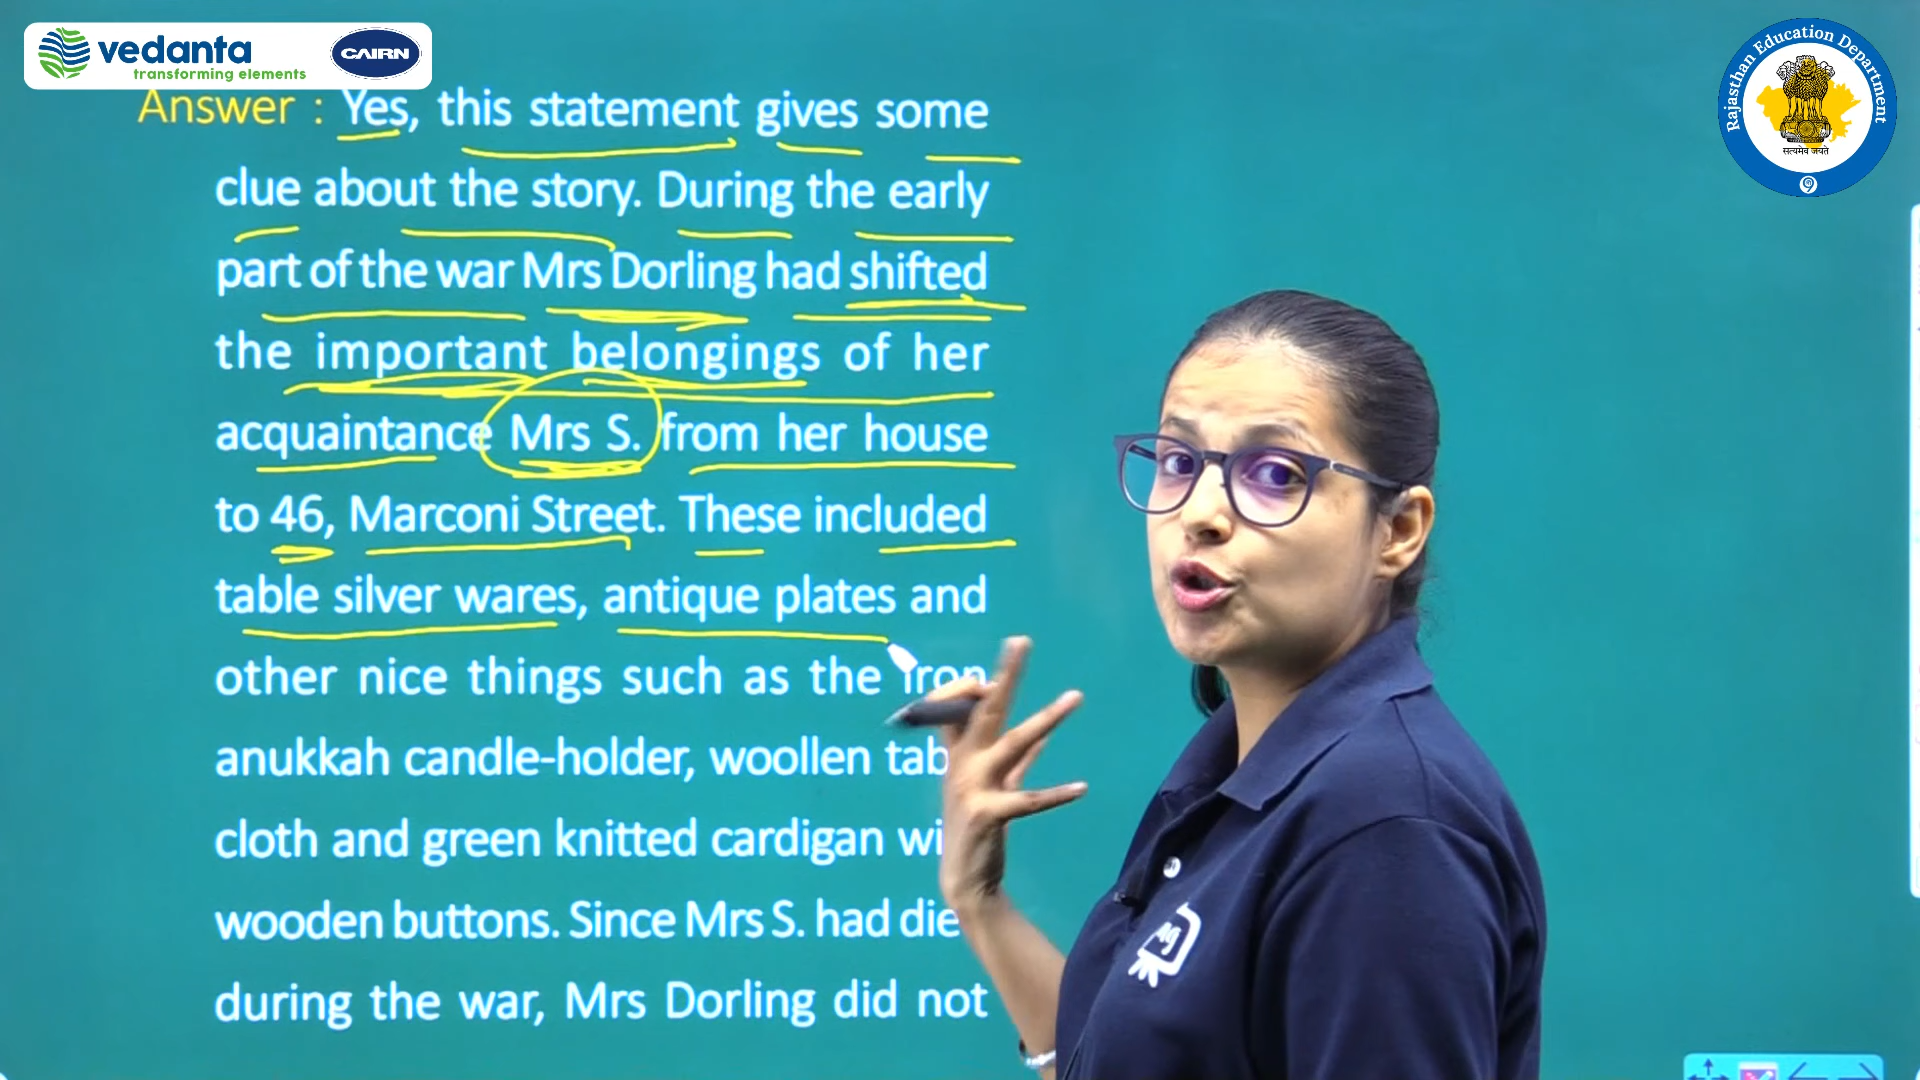 vedanta
transforming elements
CAIRN
Rajasthan Education Department
सत्यमेव जयते
Answer : Yes, this statement gives some
clue about the story. During the early
part of the war Mrs Dorling had shifted
the important belongings of her
acquaintance Mrs S. from her house
to 46, Marconi Street. These included
table silver wares, antique plates and
other nice things such as the iron
anukkah candle-holder, woollen
cloth and green knitted cardigan
wooden buttons. Since Mrs S. had
during the war, Mrs Dorling did not